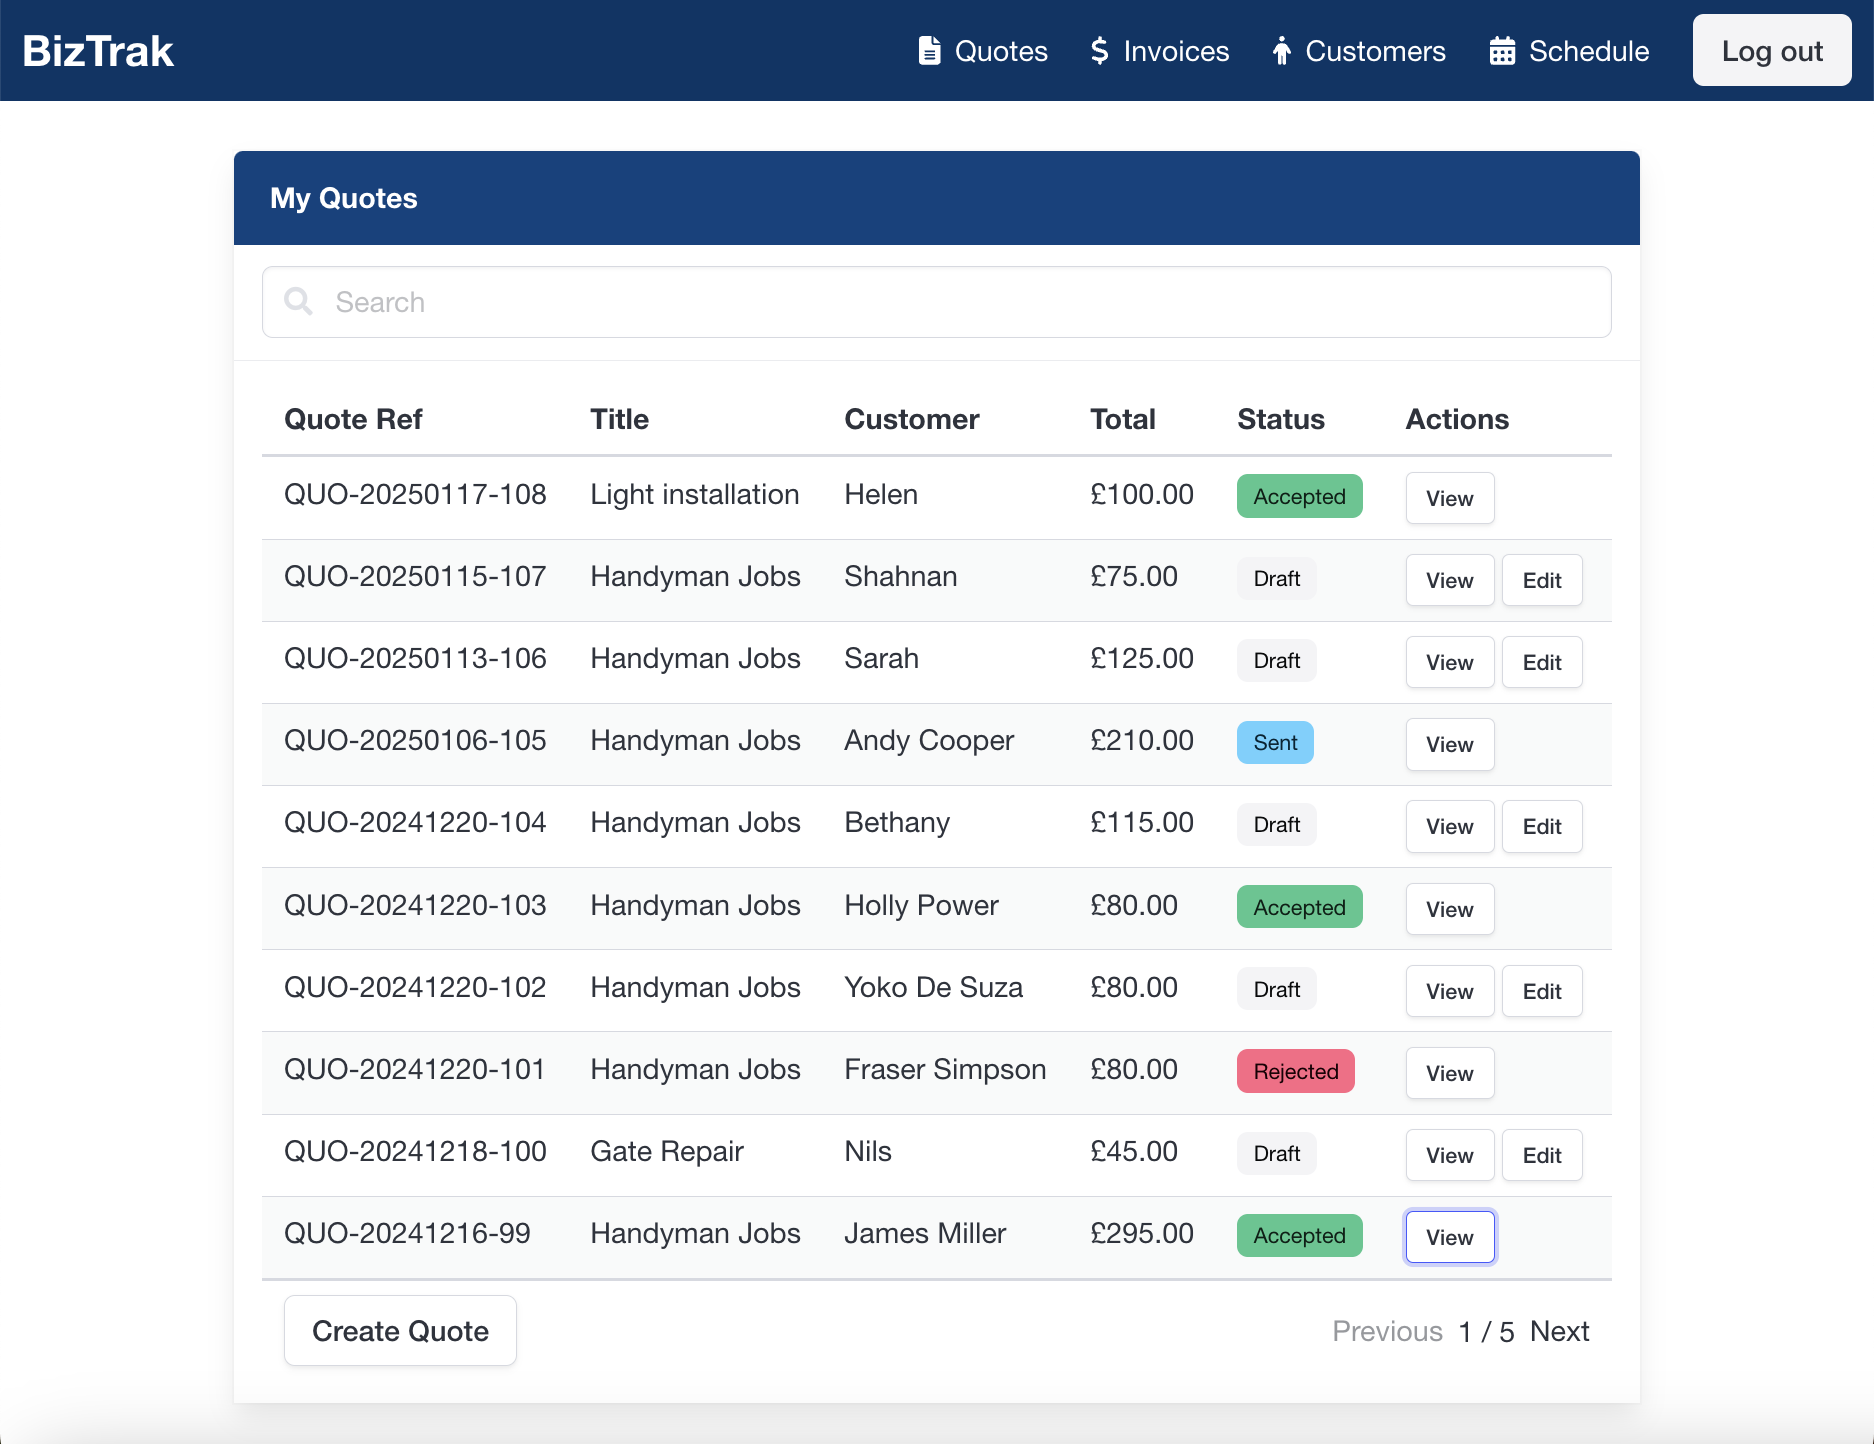 BizTrak Quotes Invoices Customers Schedule Log out
My Quotes
Search
Quote Ref Title Customer Total Status Actions
QUO-20250117-108 Light installation Helen £100.00 Accepted View
QUO-20250115-107 Handyman Jobs Shahnan £75.00 Draft View Edit
QUO-20250113-106 Handyman Jobs Sarah £125.00 Draft View Edit
QUO-20250106-105 Handyman Jobs Andy Cooper £210.00 Sent View
QUO-20241220-104 Handyman Jobs Bethany £115.00 Draft View Edit
QUO-20241220-103 Handyman Jobs Holly Power £80.00 Accepted View
QUO-20241220-102 Handyman Jobs Yoko De Suza £80.00 Draft View Edit
QUO-20241220-101 Handyman Jobs Fraser Simpson £80.00 Rejected View
QUO-20241218-100 Gate Repair Nils £45.00 Draft View Edit
QUO-20241216-99 Handyman Jobs James Miller £295.00 Accepted View
Create Quote Previous 1 / 5 Next